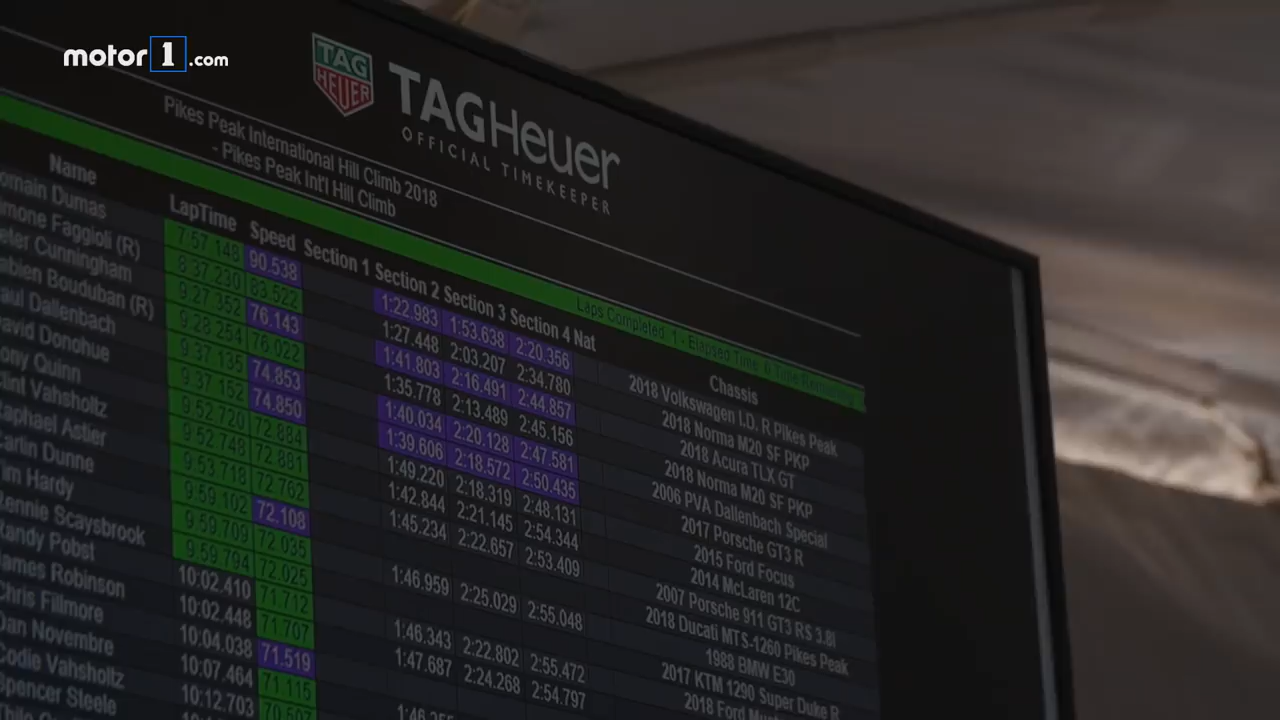 motor1.com
TAG HEUER
TAGHeuer
OFFICIAL TIMEKEEPER
Pikes Peak International Hill Climb 2018
- Pikes Peak Int'l Hill Climb
Laps Completed: 1 - Elapsed Time:
Name LapTime Speed Section 1 Section 2 Section 3 Section 4 Nat Chassis
omain Dumas 7:57.148 90.538 1:22.983 1:53.638 2:20.356 2018 Volkswagen I.D. R Pikes Peak
imone Faggioli (R) 8:37.230 83.522 1:27.448 2:03.207 2:34.780 2018 Norma M20 SF PKP
eter Cunningham 9:27.352 76.143 1:41.803 2:16.491 2:44.857 2018 Acura TLX GT
abien Bouduban (R) 9:28.254 76.022 1:35.778 2:13.489 2:45.156 2018 Norma M20 SF PKP
aul Dallenbach 9:37.135 74.853 1:40.034 2:20.128 2:47.581 2006 PVA Dallenbach Special
avid Donohue 9:37.152 74.850 1:39.606 2:18.572 2:50.435 2017 Porsche GT3 R
ony Quinn 9:52.720 72.884 1:49.220 2:18.319 2:48.131 2015 Ford Focus
lint Vahsholtz 9:52.748 72.881 1:42.844 2:21.145 2:54.344 2014 McLaren 12C
Raphael Astier 9:53.718 72.762 1:45.234 2:22.657 2:53.409 2007 Porsche 911 GT3 RS 3.8l
arlin Dunne 9:59.102 72.108 2018 Ducati MTS-1260 Pikes Peak
im Hardy 9:59.709 72.035 1:46.959 2:25.029 2:55.048 1988 BMW E30
Rennie Scaysbrook 9:59.794 72.025 2017 KTM 1290 Super Duke R
Randy Pobst 10:02.410 71.712 1:46.343 2:22.802 2:55.472 2018 Ford
ames Robinson 10:02.448 71.707 1:47.687 2:24.268 2:54.797
Chris Fillmore 10:04.038 71.519
Dan Novembre 10:07.464 71.115
Codie Vahsholtz 10:12.703
Spencer Steele